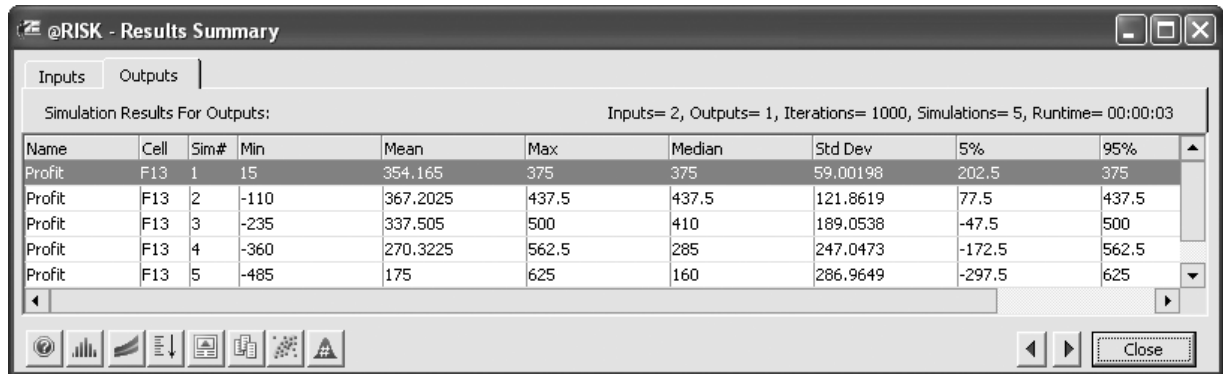 @RISK - Results Summary
Inputs Outputs
Simulation Results For Outputs: Inputs= 2, Outputs= 1, Iterations= 1000, Simulations= 5, Runtime= 00:00:03
Name Cell Sim# Min Mean Max Median Std Dev 5% 95%
Profit F13 1 15 354.165 375 375 59.00198 202.5 375
Profit F13 2 -110 367.2025 437.5 437.5 121.8619 77.5 437.5
Profit F13 3 -235 337.505 500 410 189.0538 -47.5 500
Profit F13 4 -360 270.3225 562.5 285 247.0473 -172.5 562.5
Profit F13 5 -485 175 625 160 286.9649 -297.5 625
Close